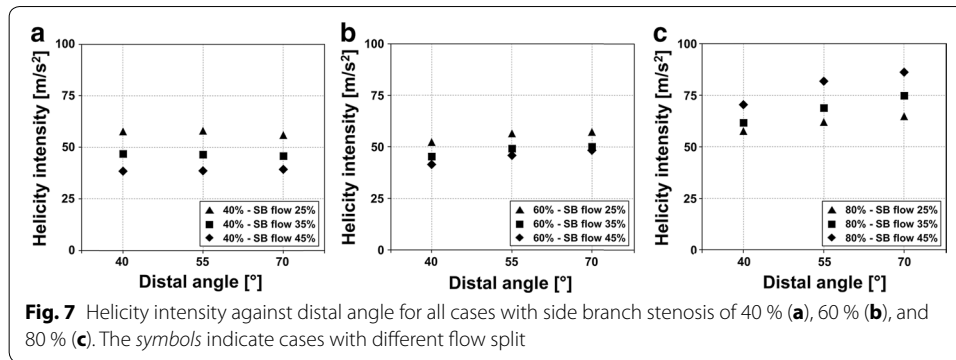 a
100
75
50
25
0
Helicity intensity [m/s²]
40 55 70
Distal angle [°]
40% - SB flow 25%
40% - SB flow 35%
40% - SB flow 45%
b
100
75
50
25
0
Helicity intensity [m/s²]
40 55 70
Distal angle [°]
60% - SB flow 25%
60% - SB flow 35%
60% - SB flow 45%
c
100
75
50
25
0
Helicity intensity [m/s²]
40 55 70
Distal angle [°]
80% - SB flow 25%
80% - SB flow 35%
80% - SB flow 45%
Fig. 7 Helicity intensity against distal angle for all cases with side branch stenosis of 40 % (a), 60 % (b), and
80 % (c). The symbols indicate cases with different flow split